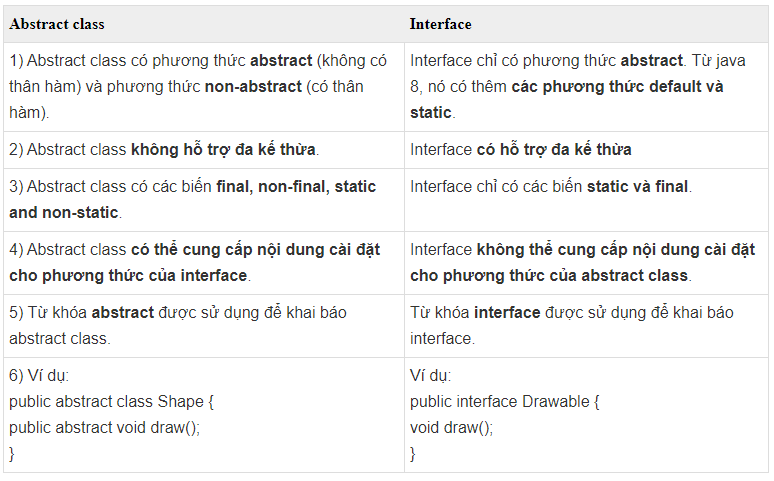 Abstract class
Interface
1) Abstract class có phương thức abstract (không có
thân hàm) và phương thức non-abstract (có thân
hàm).
Interface chỉ có phương thức abstract. Từ java
8, nó có thêm các phương thức default và
static.
2) Abstract class không hỗ trợ đa kế thừa.
Interface có hỗ trợ đa kế thừa
3) Abstract class có các biến final, non-final, static
and non-static.
Interface chỉ có các biến static và final.
4) Abstract class có thể cung cấp nội dung cài đặt
cho phương thức của interface.
Interface không thể cung cấp nội dung cài đặt
cho phương thức của abstract class.
5) Từ khóa abstract được sử dụng để khai báo
abstract class.
Từ khóa interface được sử dụng để khai báo
interface.
6) Ví dụ:
public abstract class Shape {
public abstract void draw();
}
Ví dụ:
public interface Drawable {
void draw();
}